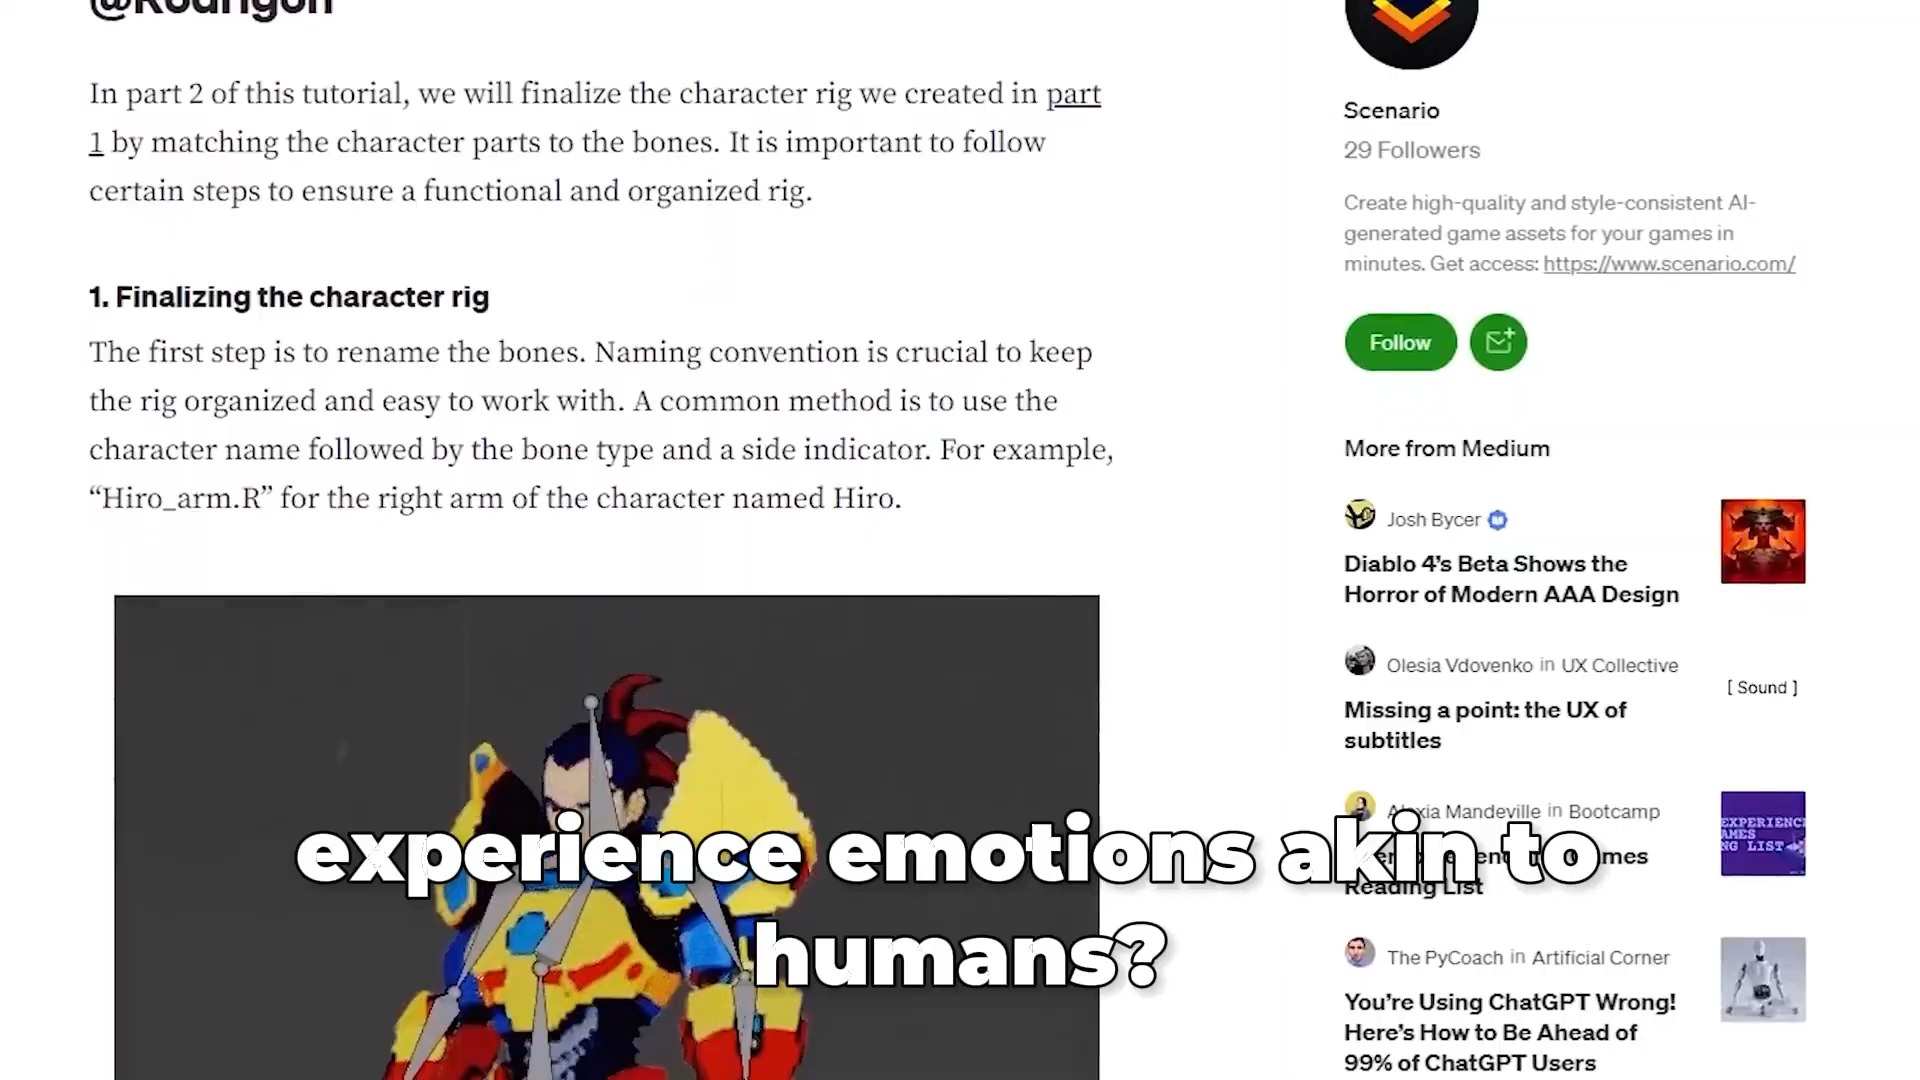 @Rodrigon
In part 2 of this tutorial, we will finalize the character rig we created in part
1 by matching the character parts to the bones. It is important to follow
certain steps to ensure a functional and organized rig.
1. Finalizing the character rig
The first step is to rename the bones. Naming convention is crucial to keep
the rig organized and easy to work with. A common method is to use the
character name followed by the bone type and a side indicator. For example,
“Hiro_arm.R” for the right arm of the character named Hiro.
experience emotions akin to
humans?
Scenario
29 Followers
Create high-quality and style-consistent AI-
generated game assets for your games in
minutes. Get access: https://www.scenario.com/
Follow
More from Medium
Josh Bycer
Diablo 4’s Beta Shows the
Horror of Modern AAA Design
Olesia Vdovenko in UX Collective
Missing a point: the UX of
subtitles
[ Sound ]
Mandeville in Bootcamp
Reading List
NG LIST
The PyCoach in Artificial Corner
You’re Using ChatGPT Wrong!
Here’s How to Be Ahead of
99% of ChatGPT Users